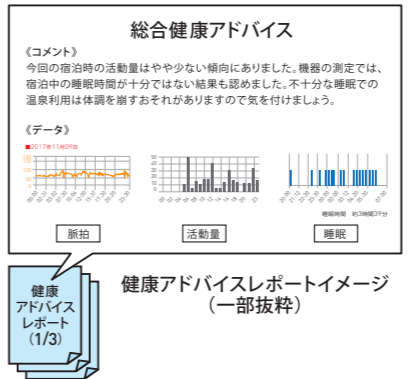 総合健康アドバイス
《コメント》
今回の宿泊時の活動量はやや少ない傾向にありました。機器の測定では、
宿泊中の睡眠時間が十分ではない結果も認めました。不十分な睡眠での
温泉利用は体調を崩すおそれがありますので気を付けましょう。
《データ》
■2017年11月09日
睡眠時間 約3時間39分
脈拍
活動量
睡眠
健康
アドバイス
レポート
(1/3)
健康アドバイスレポートイメージ
(一部抜粋)